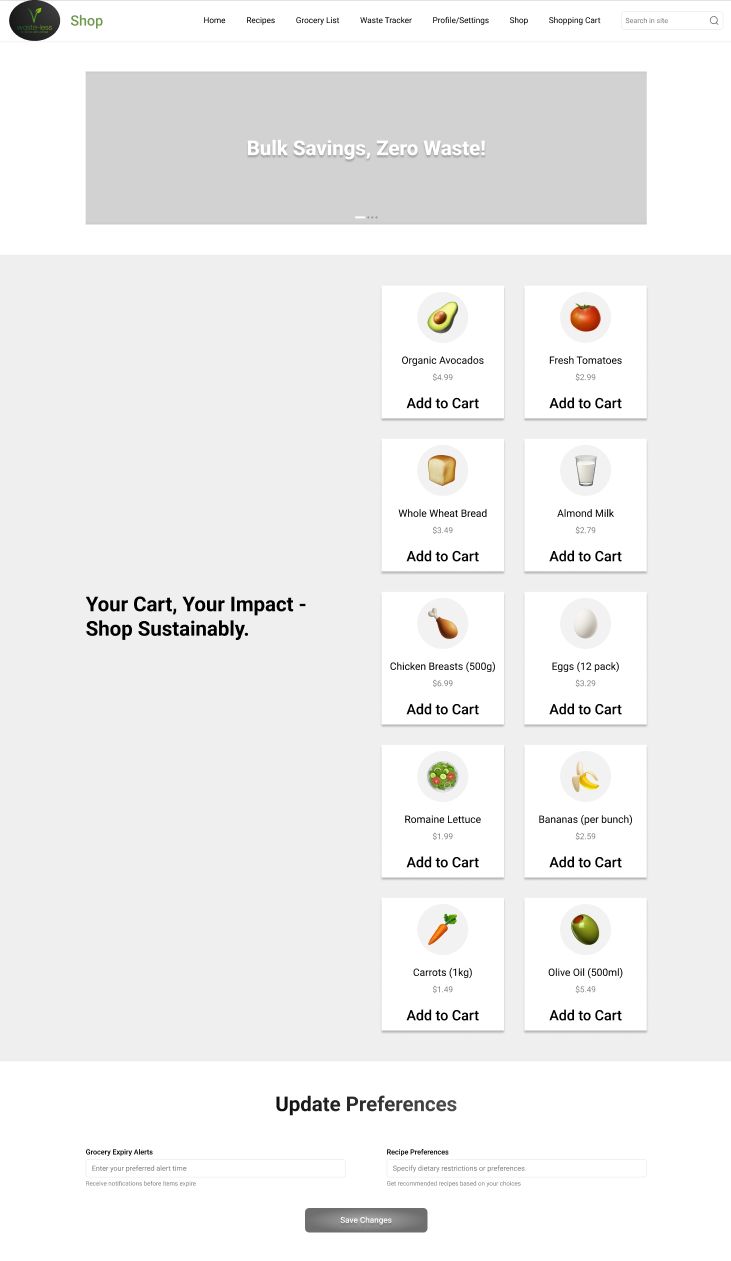 Shop
Home
Recipes
Grocery List
Waste Tracker
Profile/Settings
Shop
Shopping Cart
Search in site
Bulk Savings, Zero Waste!
Your Cart, Your Impact -
Shop Sustainably.
Organic Avocados
$4.99
Add to Cart
Fresh Tomatoes
$2.99
Add to Cart
Whole Wheat Bread
$3.49
Add to Cart
Almond Milk
$2.79
Add to Cart
Chicken Breasts (500g)
$6.99
Add to Cart
Eggs (12 pack)
$3.29
Add to Cart
Romaine Lettuce
$1.99
Add to Cart
Bananas (per bunch)
$2.59
Add to Cart
Carrots (1kg)
$1.49
Add to Cart
Olive Oil (500ml)
$5.49
Add to Cart
Update Preferences
Grocery Expiry Alerts
Enter your preferred alert time
Receive notifications before items expire
Recipe Preferences
Specify dietary restrictions or preferences
Get recommended recipes based on your choices
Save Changes